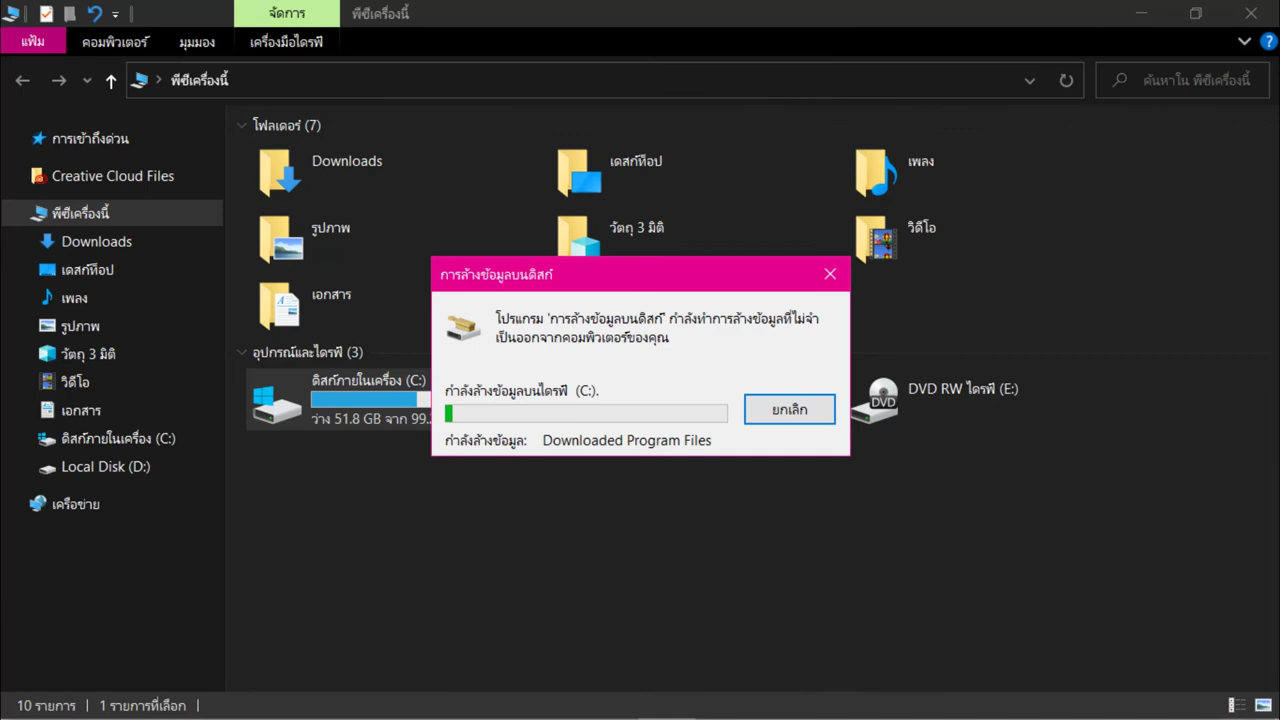 จัดการ
พีซีเครื่องนี้
แฟ้ม
คอมพิวเตอร์
มุมมอง
เครื่องมือไดรฟ์
พีซีเครื่องนี้
ค้นหาใน พีซีเครื่องนี้
การเข้าถึงด่วน
Creative Cloud Files
พีซีเครื่องนี้
Downloads
เดสก์ท็อป
เพลง
รูปภาพ
วัตถุ 3 มิติ
วิดีโอ
เอกสาร
ดิสก์ภายในเครื่อง (C:)
Local Disk (D:)
เครือข่าย
โฟลเดอร์ (7)
Downloads
เดสก์ท็อป
เพลง
รูปภาพ
วัตถุ 3 มิติ
วิดีโอ
เอกสาร
อุปกรณ์และไดรฟ์ (3)
ดิสก์ภายในเครื่อง (C:)
ว่าง 51.8 GB จาก 99.
DVD RW ไดรฟ์ (E:)
DVD
การล้างข้อมูลบนดิสก์
โปรแกรม 'การล้างข้อมูลบนดิสก์' กำลังทำการล้างข้อมูลที่ไม่จำ
เป็นออกจากคอมพิวเตอร์ของคุณ
กำลังล้างข้อมูลบนไดรฟ์ (C:).
ยกเลิก
กำลังล้างข้อมูล: Downloaded Program Files
10 รายการ
1 รายการที่เลือก